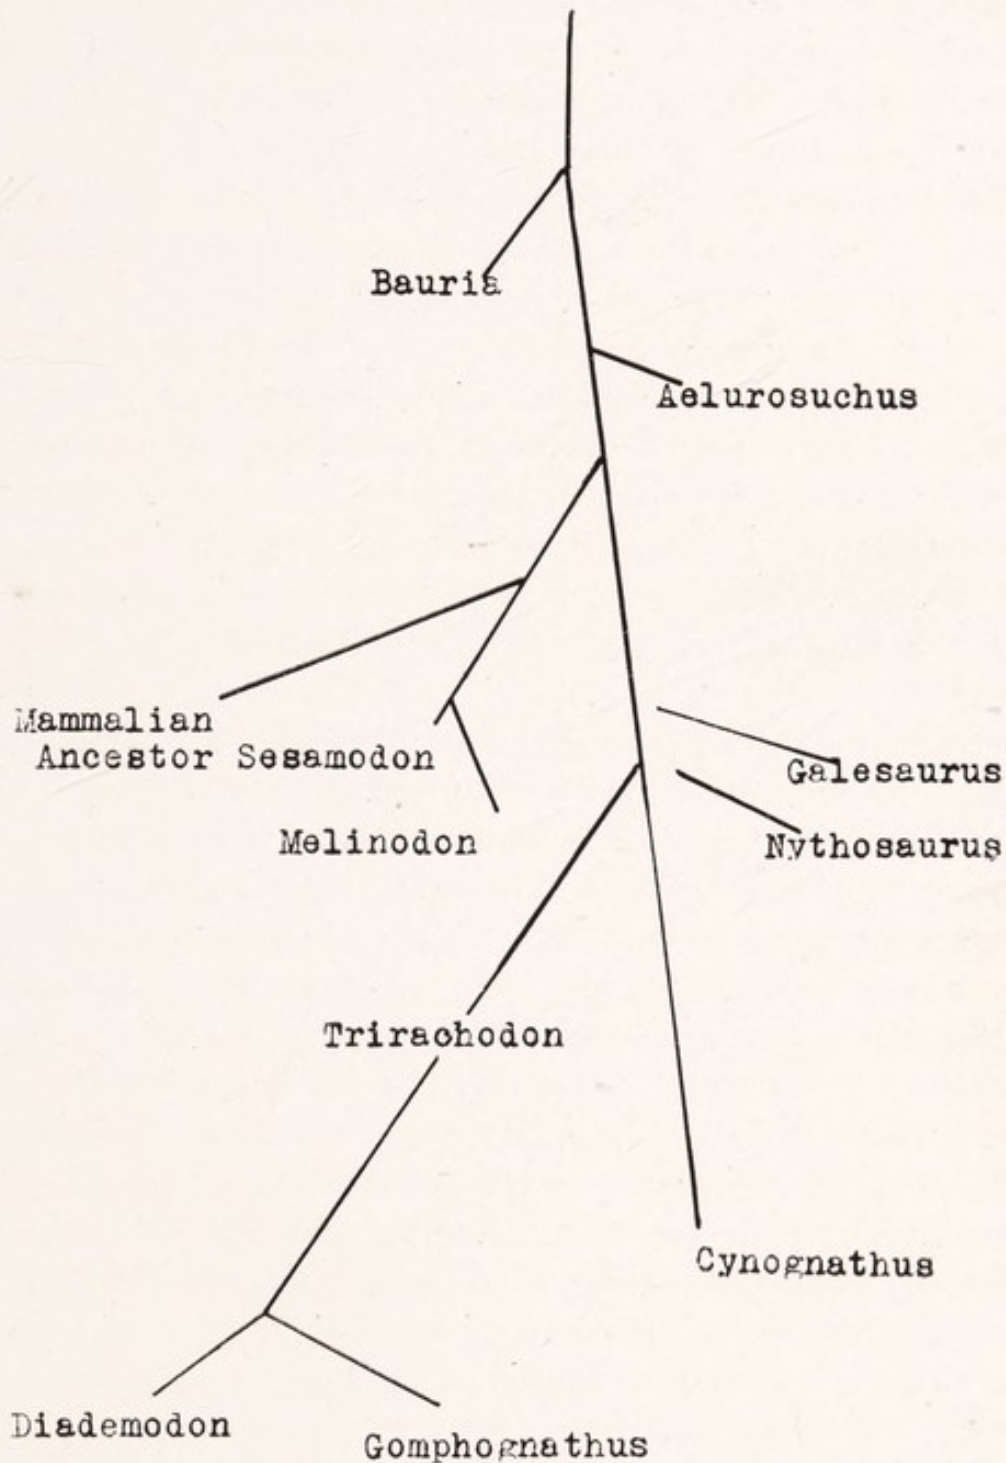 Bauria
Aelurosuchus
Mammalian
Ancestor Sesamodon
Galesaurus
Melinodon
Nythosaurus
Trirachodon
Cynognathus
Diademodon
Gomphognathus